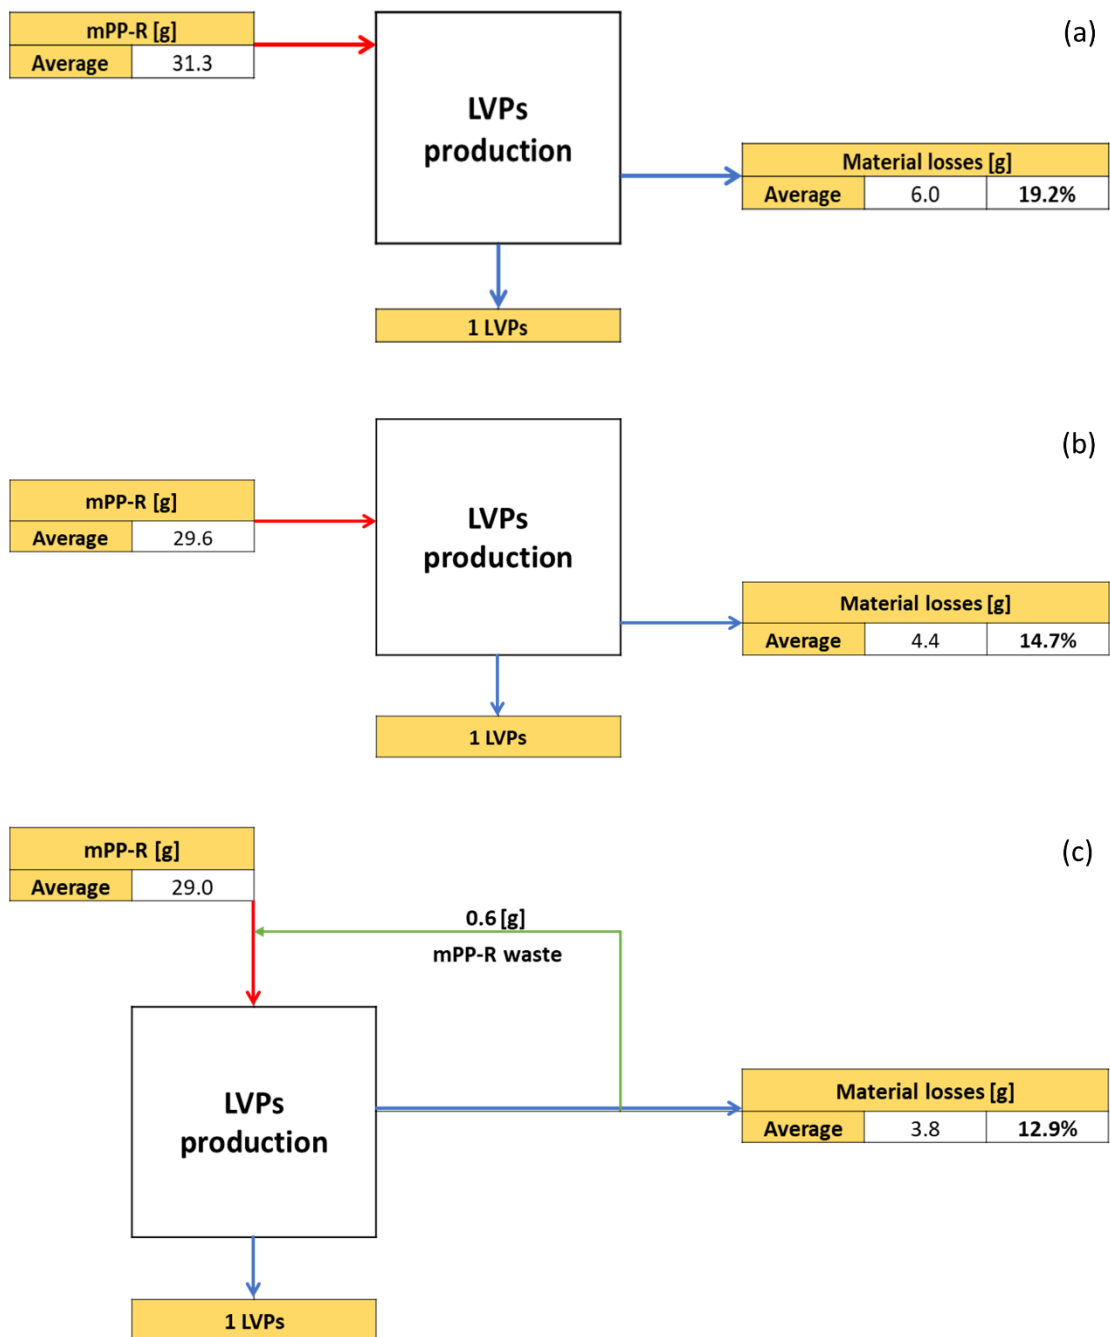 (a)
mPP-R [g]
Average 31.3
LVPs
production
Material losses [g]
Average 6.0 19.2%
1 LVPs
(b)
mPP-R [g]
Average 29.6
LVPs
production
Material losses [g]
Average 4.4 14.7%
1 LVPs
(c)
mPP-R [g]
Average 29.0
0.6 [g]
mPP-R waste
LVPs
production
Material losses [g]
Average 3.8 12.9%
1 LVPs